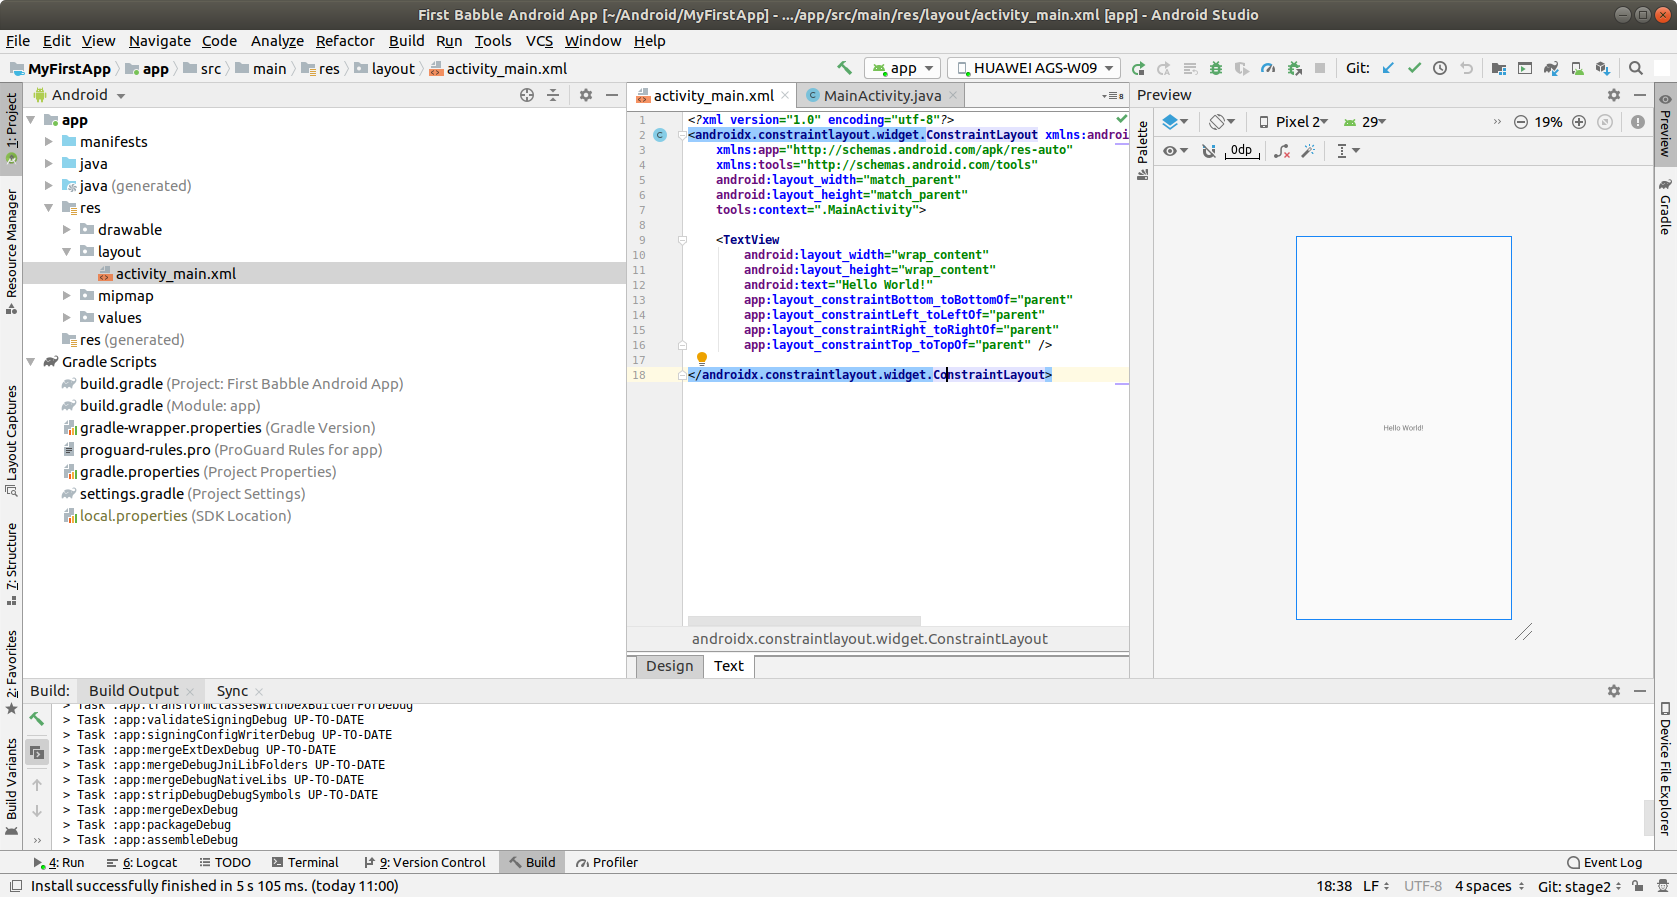 First Babble Android App [~/Android/MyFirstApp] - .../app/src/main/res/layout/activity_main.xml [app] - Android Studio
File Edit View Navigate Code Analyze Refactor Build Run Tools VCS Window Help
MyFirstApp app src main res layout activity_main.xml app HUAWEI AGS-W09 Git:
1: Project
Resource Manager
Layout Captures
7: Structure
2: Favorites
Build Variants
Android
app
manifests
java
java (generated)
res
drawable
layout
activity_main.xml
mipmap
values
res (generated)
Gradle Scripts
build.gradle (Project: First Babble Android App)
build.gradle (Module: app)
gradle-wrapper.properties (Gradle Version)
proguard-rules.pro (ProGuard Rules for app)
gradle.properties (Project Properties)
settings.gradle (Project Settings)
local.properties (SDK Location)
activity_main.xml MainActivity.java
1 <?xml version="1.0" encoding="utf-8"?>
2 <androidx.constraintlayout.widget.ConstraintLayout xmlns:androi
3 xmlns:app="http://schemas.android.com/apk/res-auto"
4 xmlns:tools="http://schemas.android.com/tools"
5 android:layout_width="match_parent"
6 android:layout_height="match_parent"
7 tools:context=".MainActivity">
8
9 <TextView
10 android:layout_width="wrap_content"
11 android:layout_height="wrap_content"
12 android:text="Hello World!"
13 app:layout_constraintBottom_toBottomOf="parent"
14 app:layout_constraintLeft_toLeftOf="parent"
15 app:layout_constraintRight_toRightOf="parent"
16 app:layout_constraintTop_toTopOf="parent" />
17
18 </androidx.constraintlayout.widget.ConstraintLayout>
androidx.constraintlayout.widget.ConstraintLayout
Design Text
Preview
Palette
Pixel 2 29 19%
0dp
Hello World!
Preview
Gradle
Device File Explorer
Build: Build Output Sync
> Task :app:transformClassesWithDexBuilderForDebug
> Task :app:validateSigningDebug UP-TO-DATE
> Task :app:signingConfigWriterDebug UP-TO-DATE
> Task :app:mergeExtDexDebug UP-TO-DATE
> Task :app:mergeDebugJniLibFolders UP-TO-DATE
> Task :app:mergeDebugNativeLibs UP-TO-DATE
> Task :app:stripDebugDebugSymbols UP-TO-DATE
> Task :app:mergeDexDebug
> Task :app:packageDebug
> Task :app:assembleDebug
4: Run 6: Logcat TODO Terminal 9: Version Control Build Profiler Event Log
Install successfully finished in 5 s 105 ms. (today 11:00) 18:38 LF UTF-8 4 spaces Git: stage2